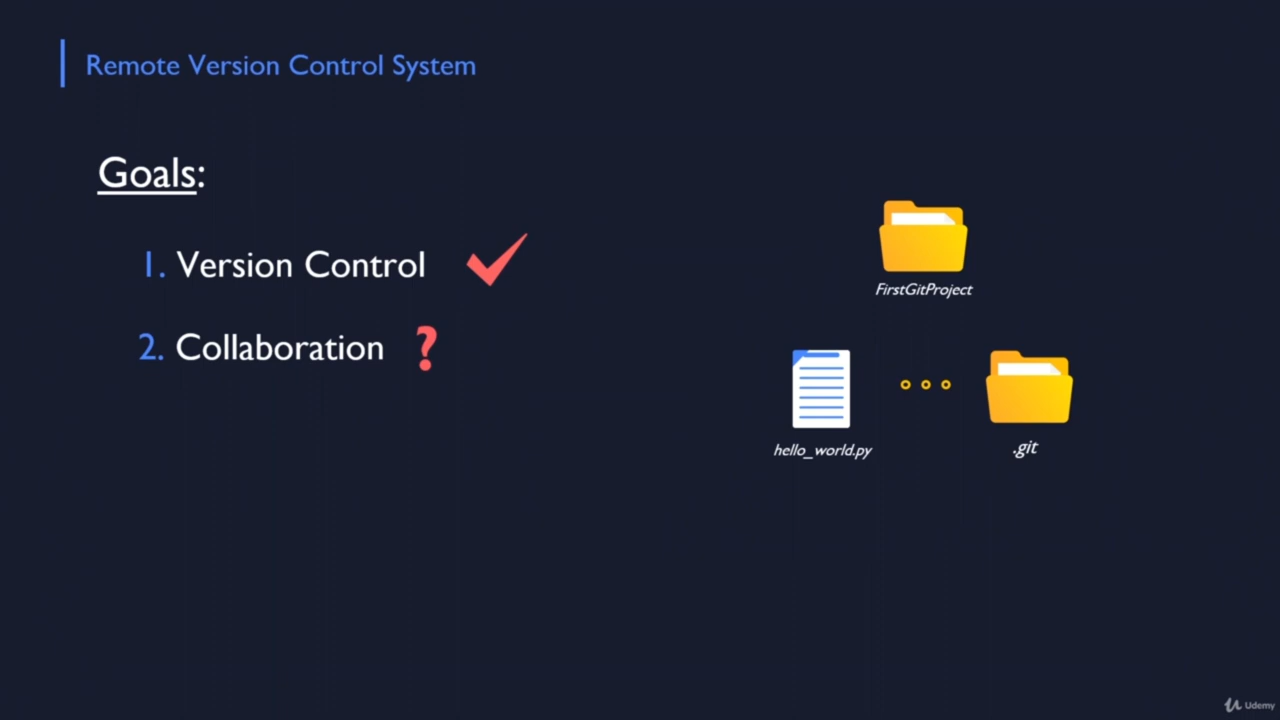 Remote Version Control System
Goals:
1. Version Control
2. Collaboration ?
FirstGitProject
hello_world.py
.git
Udemy